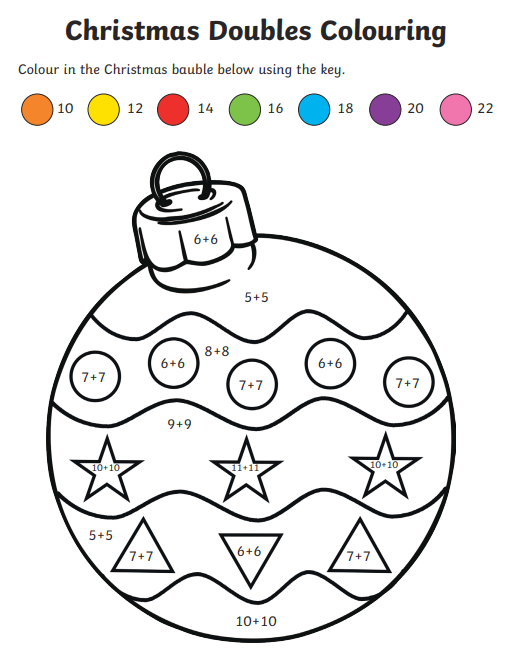 Christmas Doubles Colouring
Colour in the Christmas bauble below using the key.
10 12 14 16 18 20 22
6+6
5+5
8+8
7+7 6+6 7+7 6+6 7+7
9+9
10+10 11+11 10+10
5+5
7+7 6+6 7+7
10+10